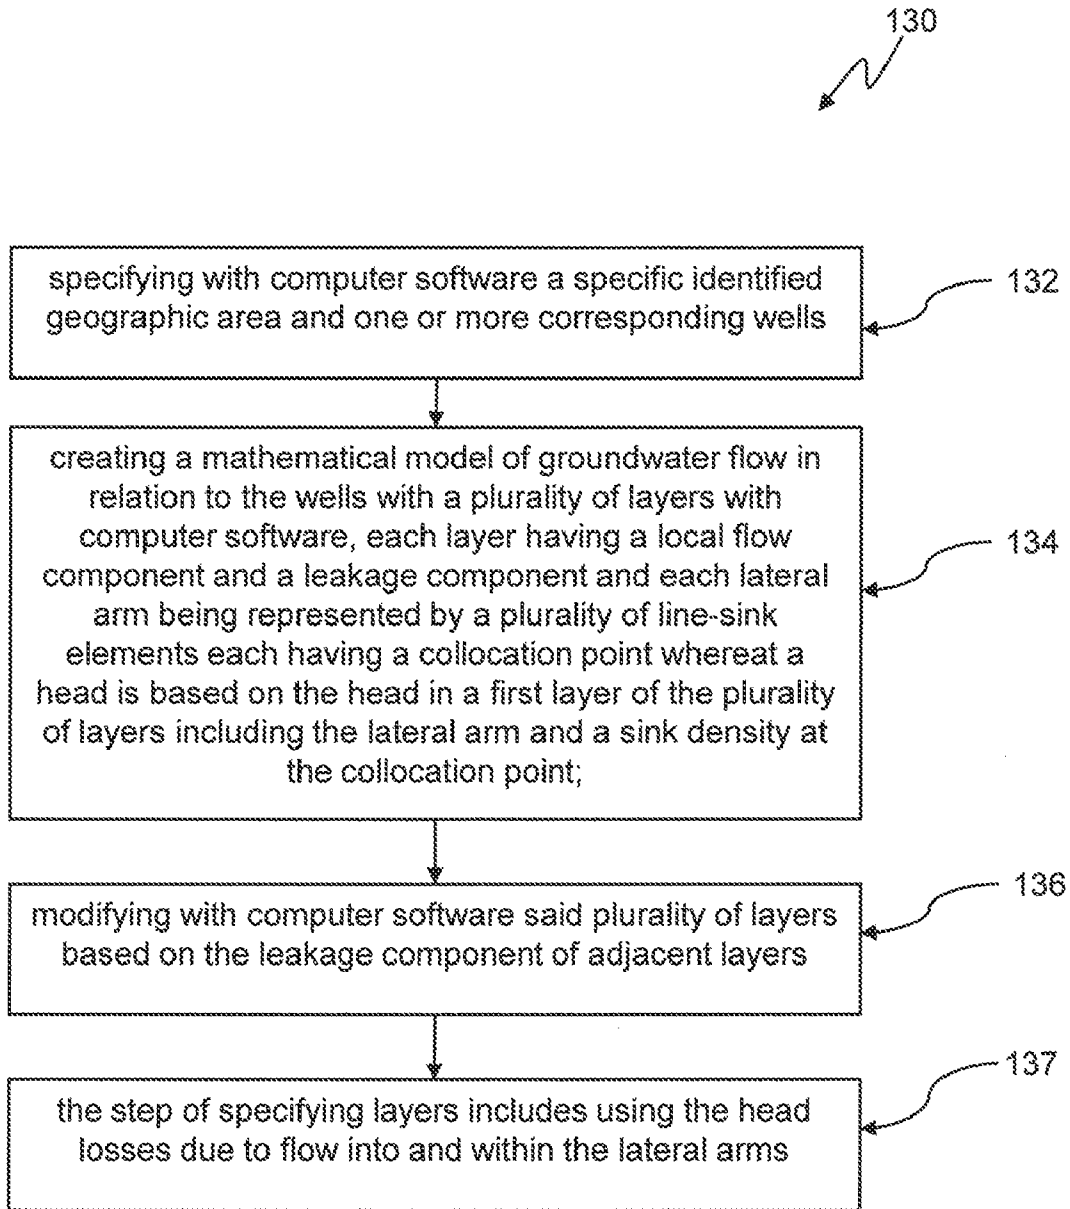 130
specifying with computer software a specific identified
geographic area and one or more corresponding wells
132
creating a mathematical model of groundwater flow in
relation to the wells with a plurality of layers with
computer software, each layer having a local flow
component and a leakage component and each lateral
arm being represented by a plurality of line-sink
elements each having a collocation point whereat a
head is based on the head in a first layer of the plurality
of layers including the lateral arm and a sink density at
the collocation point;
134
modifying with computer software said plurality of layers
based on the leakage component of adjacent layers
136
the step of specifying layers includes using the head
losses due to flow into and within the lateral arms
137